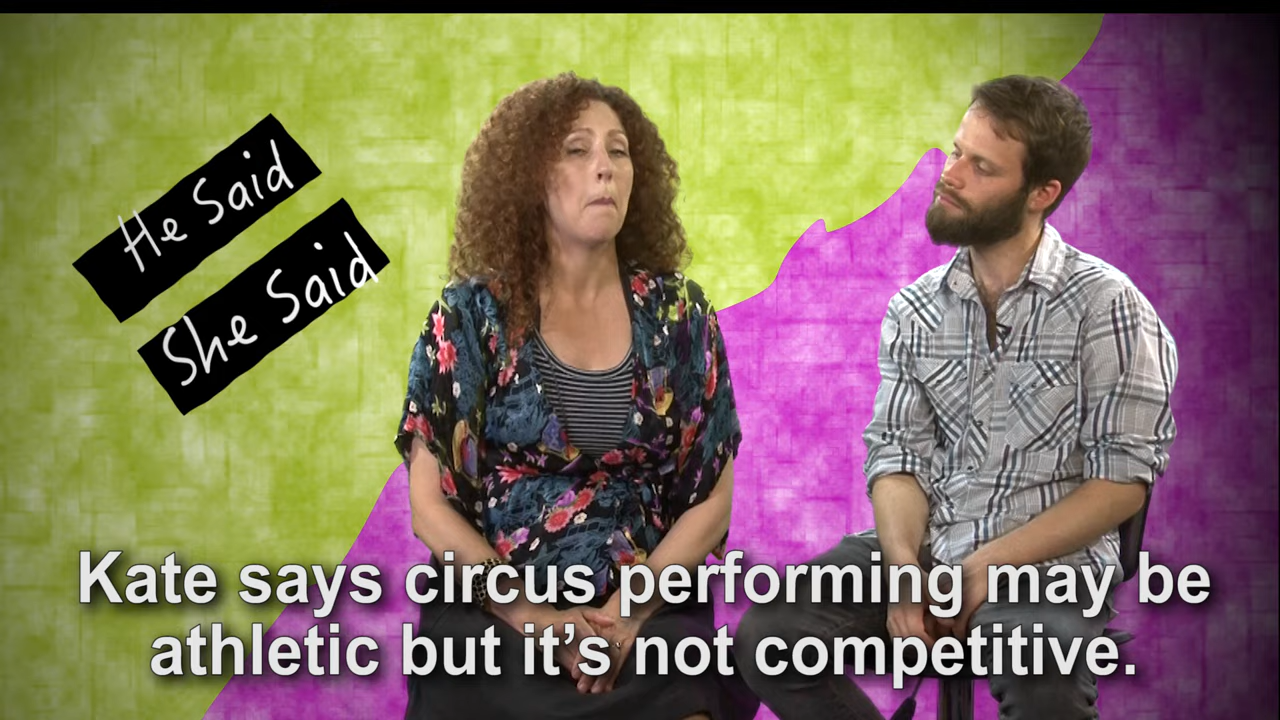 He Said
She Said
Kate says circus performing may be
athletic but it's not competitive.